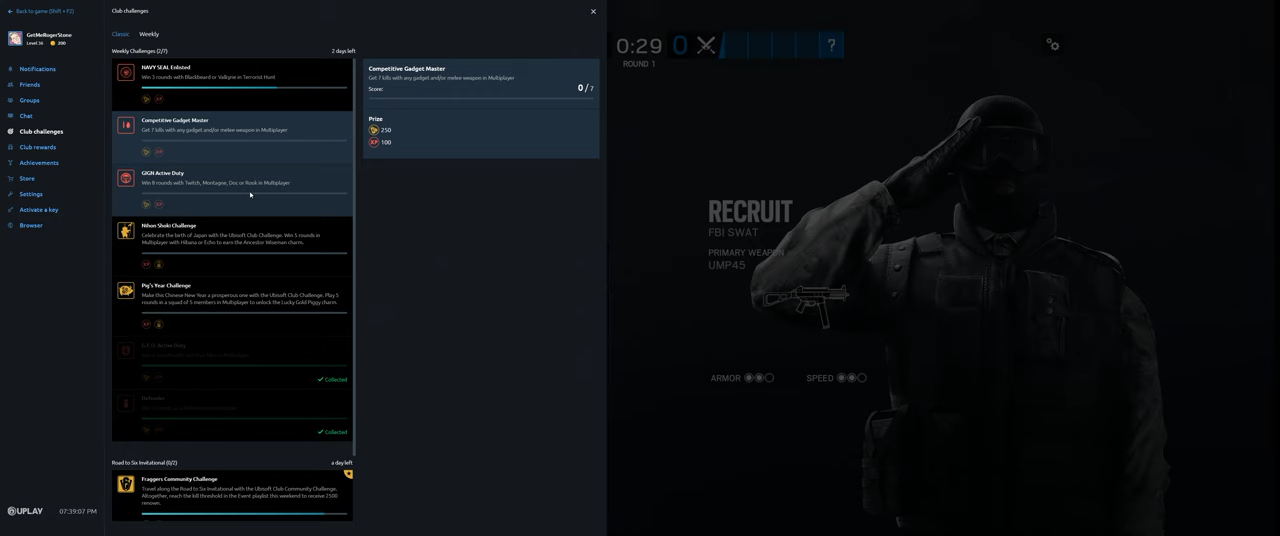 Back to game (Shift + F2)
Club challenges
GetMeRogerStone
Level 36
200
Classic
Weekly
Weekly Challenges (2/7)
2 days left
Notifications
Friends
Groups
Chat
Club challenges
Club rewards
Achievements
Store
Settings
Activate a key
Browser
NAVY SEAL Enlisted
Win 3 rounds with Blackbeard or Valkyrie in Terrorist Hunt
XP
Competitive Gadget Master
Get 7 kills with any gadget and/or melee weapon in Multiplayer
XP
GIGN Active Duty
Win 8 rounds with Twitch, Montagne, Doc or Rook in Multiplayer
XP
Nihon Shoki Challenge
Celebrate the birth of Japan with the Ubisoft Club Challenge. Win 5 rounds in
Multiplayer with Hibana or Echo to earn the Ancestor Wiseman charm.
XP
Pig's Year Challenge
Make this Chinese New Year a prosperous one with the Ubisoft Club Challenge. Play 5
rounds in a squad of 5 members in Multiplayer to unlock the Lucky Gold Piggy charm.
XP
Active Duty
Collected
Defender
Collected
Road to Six Invitational (0/2)
a day left
Fraggers Community Challenge
Travel along the Road to Six Invitational with the Ubisoft Club Community Challenge.
Altogether, reach the kill threshold in the Event playlist this weekend to receive 2500
renown.
Competitive Gadget Master
Get 7 kills with any gadget and/or melee weapon in Multiplayer
Score:
0 / 7
Prize
250
XP 100
0:29 0
?
ROUND 1
RECRUIT
FBI SWAT
PRIMARY WEAPON
UMP45
ARMOR
SPEED
UPLAY
07:39:07 PM